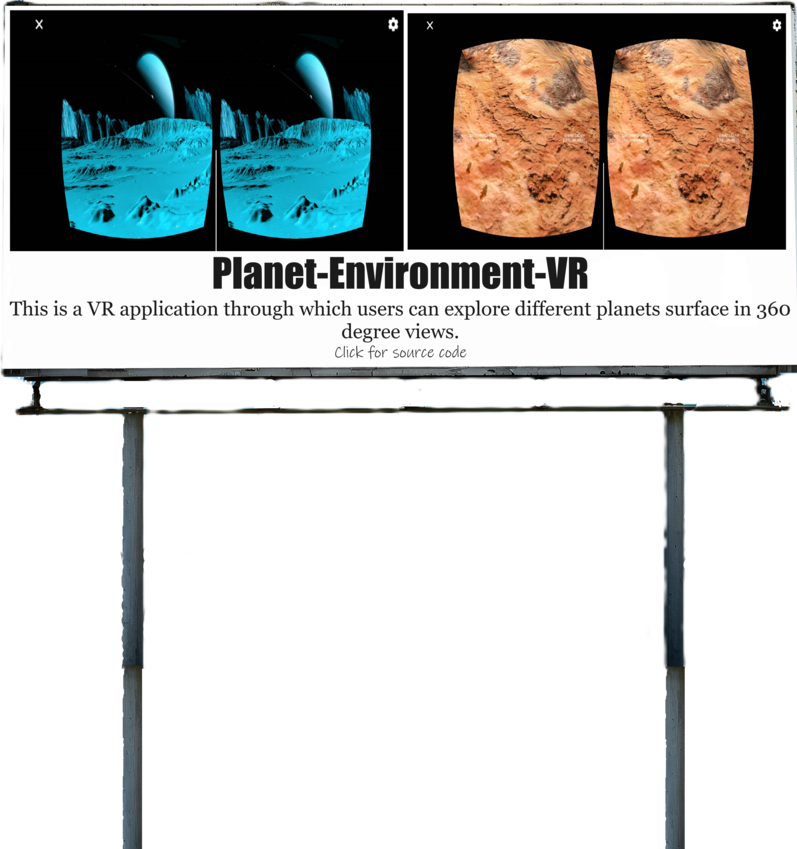 X
X
Planet-Environment-VR
This is a VR application through which users can explore different planets surface in 360
degree views.
Click for source code